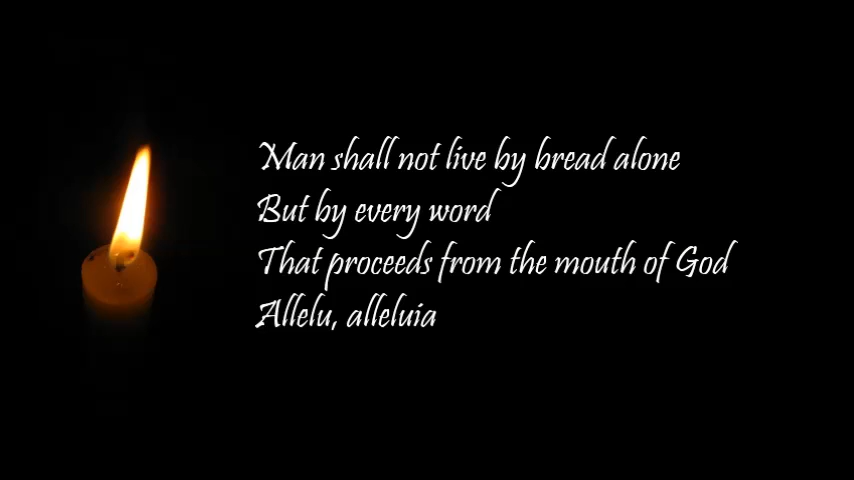 Man shall not live by bread alone
But by every word
That proceeds from the mouth of God
Allelu, alleluia